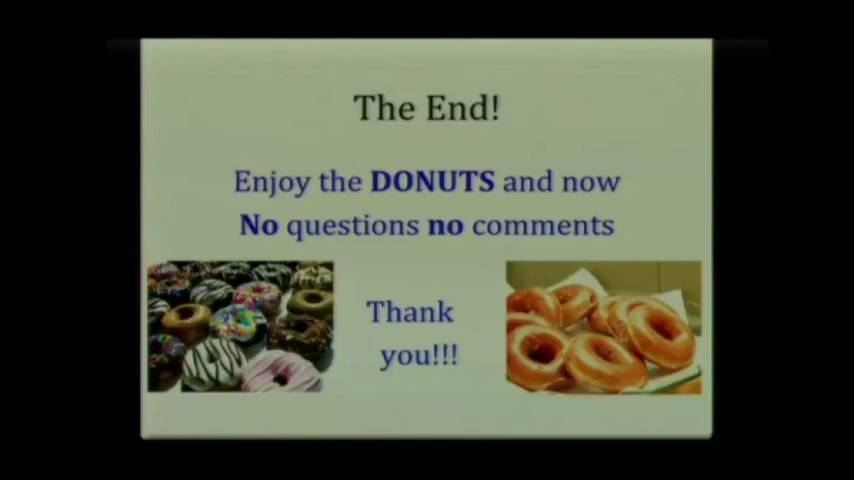 The End!
Enjoy the DONUTS and now
No questions no comments
Thank
you!!!